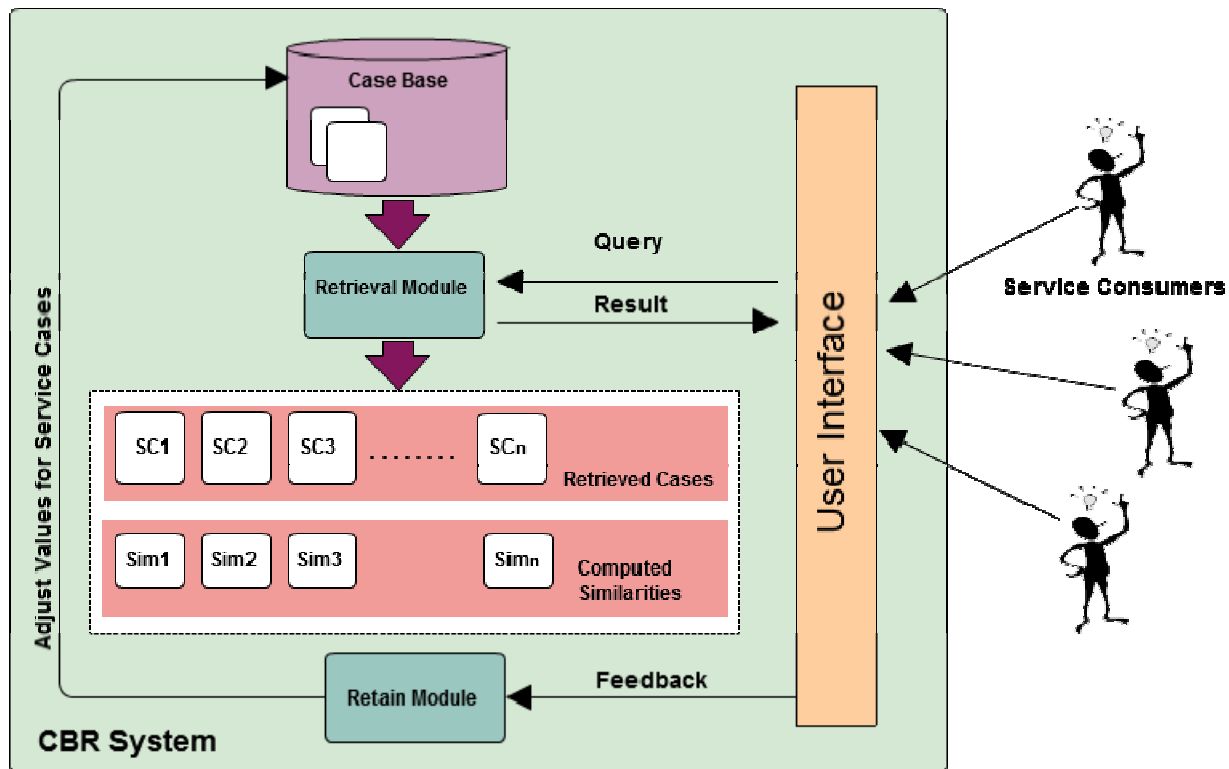 Case Base
Query
Retrieval Module
Result
Service Consumers
User Interface
Adjust Values for Service Cases
SC1 SC2 SC3 ........ SCn
Retrieved Cases
Sim1 Sim2 Sim3 Simn
Computed
Similarities
Feedback
Retain Module
CBR System